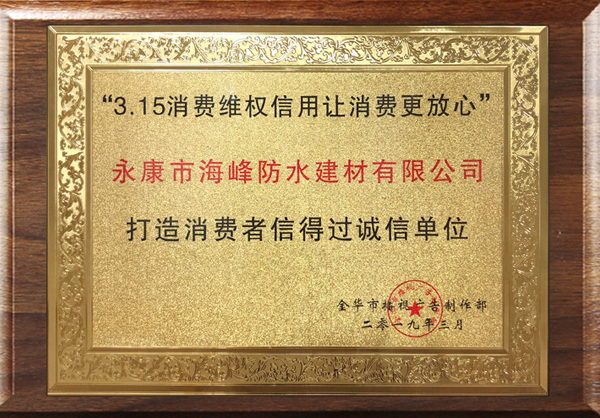 “3.15消费维权信用让消费更放心”
永康市海峰防水建材有限公司
打造消费者信得过诚信单位
金华市 视广告制作部
二零一九年三月